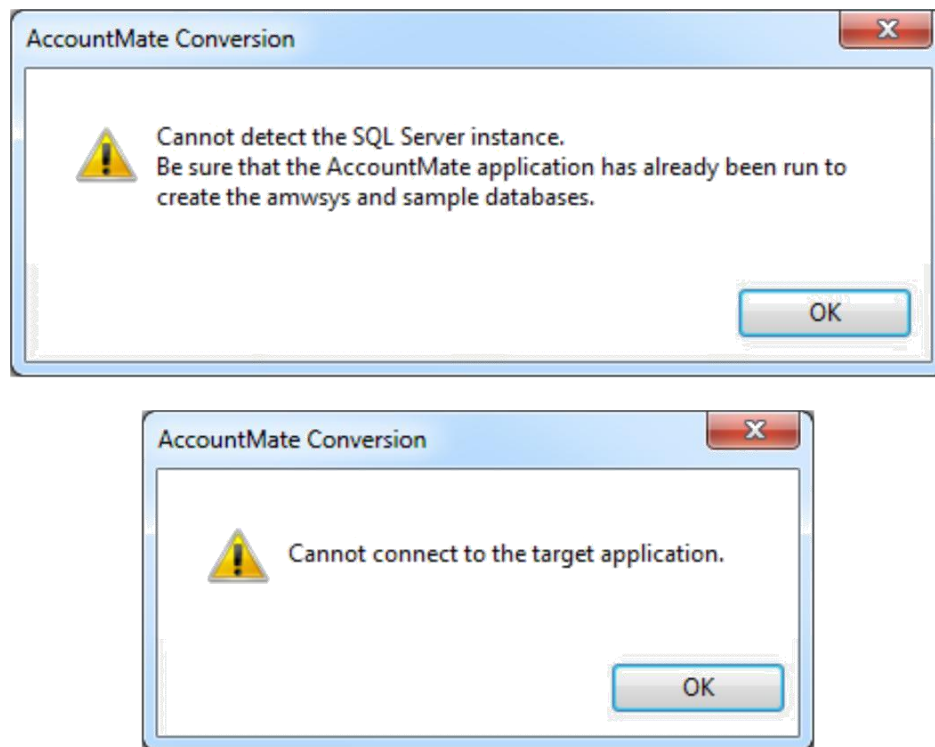 AccountMate Conversion
Cannot detect the SQL Server instance.
Be sure that the AccountMate application has already been run to
create the amwsys and sample databases.
OK
AccountMate Conversion
Cannot connect to the target application.
OK